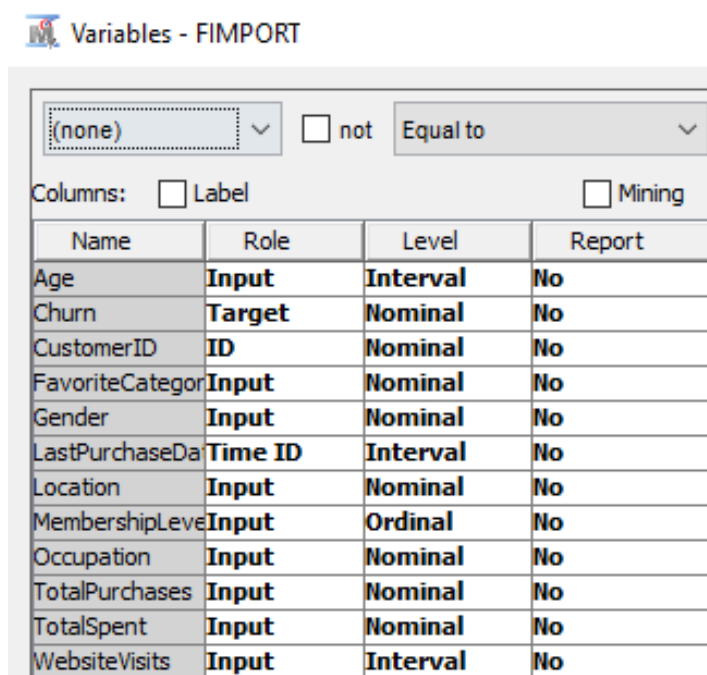 Variables - FIMPORT
(none) not Equal to
Columns: Label Mining
Name Role Level Report
Age Input Interval No
Churn Target Nominal No
CustomerID ID Nominal No
FavoriteCategor Input Nominal No
Gender Input Nominal No
LastPurchaseDat Time ID Interval No
Location Input Nominal No
MembershipLeve Input Ordinal No
Occupation Input Nominal No
TotalPurchases Input Nominal No
TotalSpent Input Nominal No
WebsiteVisits Input Interval No